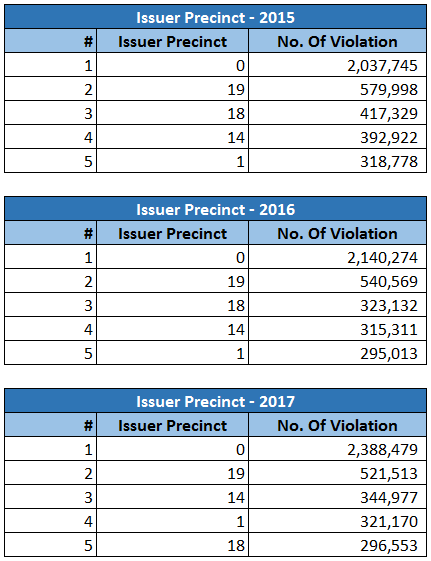 Issuer Precinct - 2015
# Issuer Precinct No. Of Violation
1 0 2,037,745
2 19 579,998
3 18 417,329
4 14 392,922
5 1 318,778
Issuer Precinct - 2016
# Issuer Precinct No. Of Violation
1 0 2,140,274
2 19 540,569
3 18 323,132
4 14 315,311
5 1 295,013
Issuer Precinct - 2017
# Issuer Precinct No. Of Violation
1 0 2,388,479
2 19 521,513
3 14 344,977
4 1 321,170
5 18 296,553